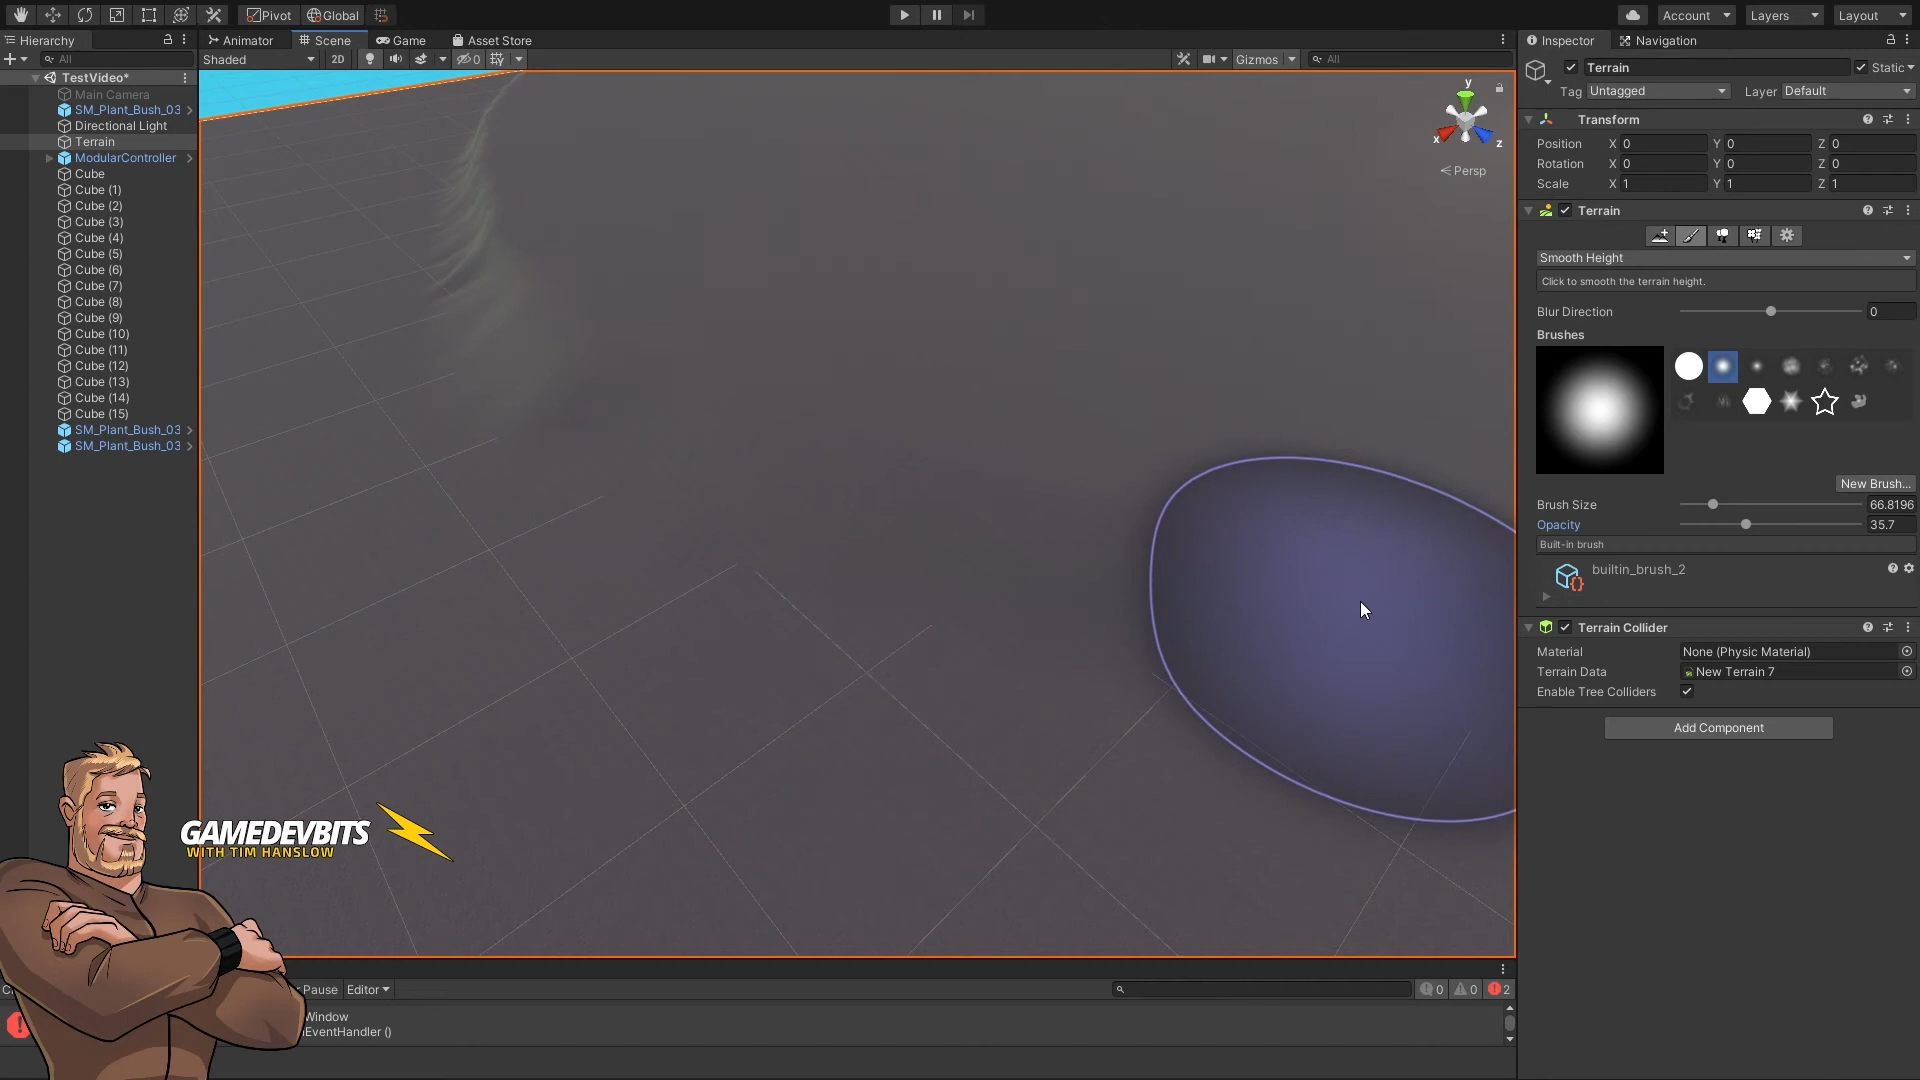 Pivot Global Account Layers Layout
Hierarchy Animator Scene Game Asset Store Inspector Navigation
All Shaded 2D 0 Gizmos All
TestVideo*
Main Camera
SM_Plant_Bush_03
Directional Light
Terrain
ModularController
Cube
Cube (1)
Cube (2)
Cube (3)
Cube (4)
Cube (5)
Cube (6)
Cube (7)
Cube (8)
Cube (9)
Cube (10)
Cube (11)
Cube (12)
Cube (13)
Cube (14)
Cube (15)
SM_Plant_Bush_03
SM_Plant_Bush_03
y
x z
Persp
Terrain Static
Tag Untagged Layer Default
Transform
Position X 0 Y 0 Z 0
Rotation X 0 Y 0 Z 0
Scale X 1 Y 1 Z 1
Terrain
Smooth Height
Click to smooth the terrain height.
Blur Direction 0
Brushes
New Brush...
Brush Size 66.8196
Opacity 35.7
Built-in brush
builtin_brush_2
Terrain Collider
Material None (Physic Material)
Terrain Data New Terrain 7
Enable Tree Colliders
Add Component
GAMEDEVBITS
WITH TIM HANSLOW
Pause Editor 0 0 2
Window
EventHandler ()